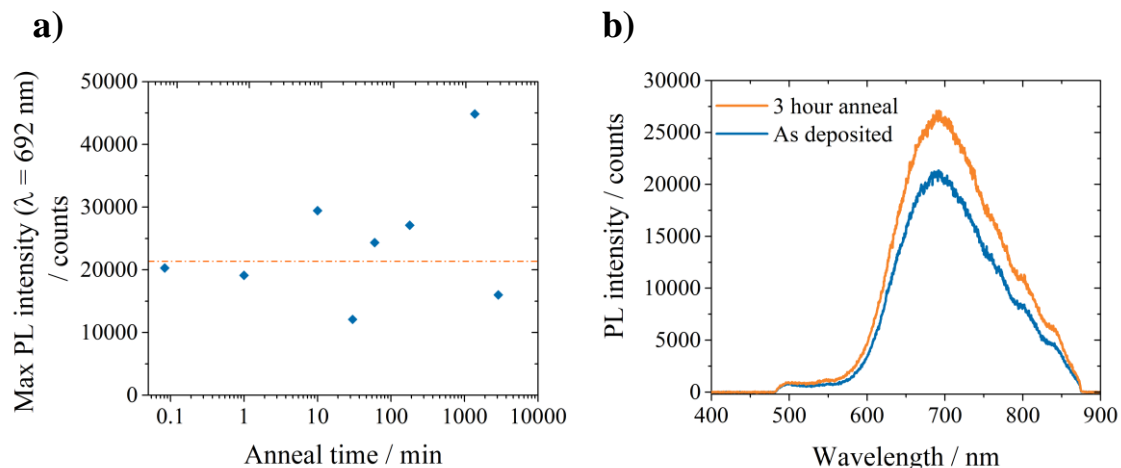 a)
Max PL intensity (λ = 692 nm)
/ counts
50000
40000
30000
20000
10000
0
0.1 1 10 100 1000 10000
Anneal time / min
b)
PL intensity / counts
30000
25000
20000
15000
10000
5000
0
3 hour anneal
As deposited
400 500 600 700 800 900
Wavelength / nm